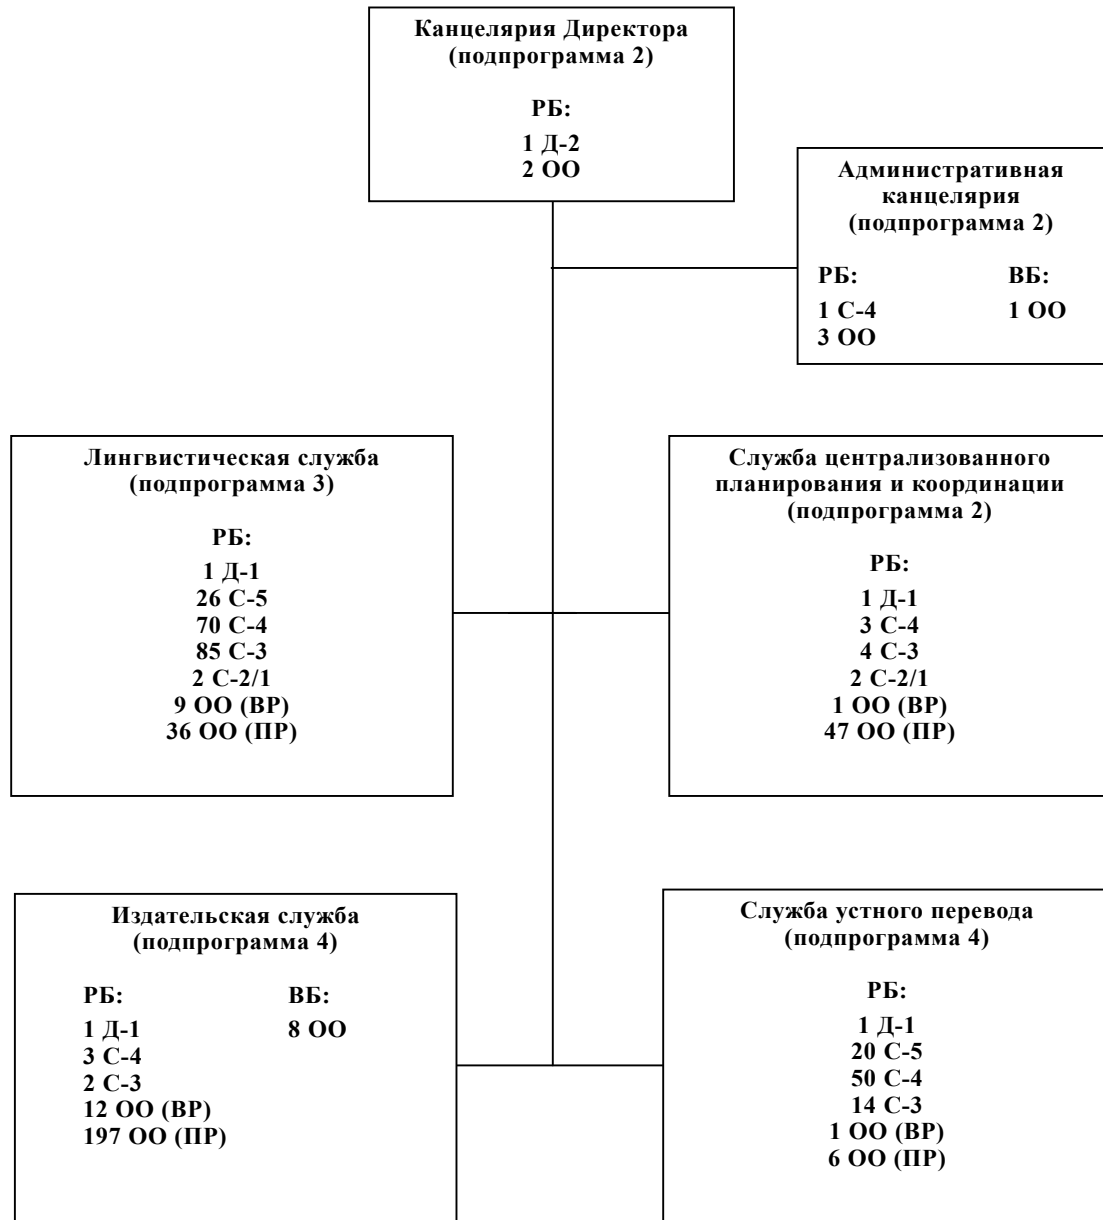 Канцелярия Директора
(подпрограмма 2)
РБ:
1 Д-2
2 ОО
Административная
канцелярия
(подпрограмма 2)
РБ: ВБ:
1 С-4 1 ОО
3 ОО
Лингвистическая служба
(подпрограмма 3)
РБ:
1 Д-1
26 С-5
70 С-4
85 С-3
2 С-2/1
9 ОО (ВР)
36 ОО (ПР)
Служба централизованного
планирования и координации
(подпрограмма 2)
РБ:
1 Д-1
3 С-4
4 С-3
2 С-2/1
1 ОО (ВР)
47 ОО (ПР)
Издательская служба
(подпрограмма 4)
РБ: ВБ:
1 Д-1 8 ОО
3 С-4
2 С-3
12 ОО (ВР)
197 ОО (ПР)
Служба устного перевода
(подпрограмма 4)
РБ:
1 Д-1
20 С-5
50 С-4
14 С-3
1 ОО (ВР)
6 ОО (ПР)